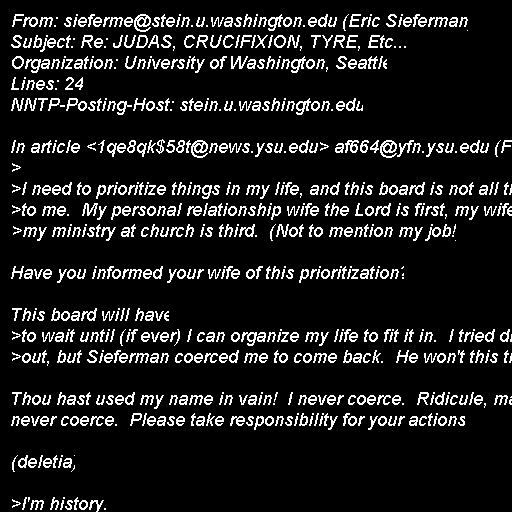 From: sieferme@stein.u.washington.edu (Eric Sieferman
Subject: Re: JUDAS, CRUCIFIXION, TYRE, Etc...
Organization: University of Washington, Seattle
Lines: 24
NNTP-Posting-Host: stein.u.washington.edu

In article <1qe8qk$58t@news.ysu.edu> af664@yfn.ysu.edu (F
>
>I need to prioritize things in my life, and this board is not all
>to me.  My personal relationship wife the Lord is first, my wife
>my ministry at church is third.  (Not to mention my job!

Have you informed your wife of this prioritization?

This board will have
>to wait until (if ever) I can organize my life to fit it in.  I tried
>out, but Sieferman coerced me to come back.  He won't this

Thou hast used my name in vain!  I never coerce.  Ridicule,
never coerce.  Please take responsibility for your actions

(deletia)

>I'm history.